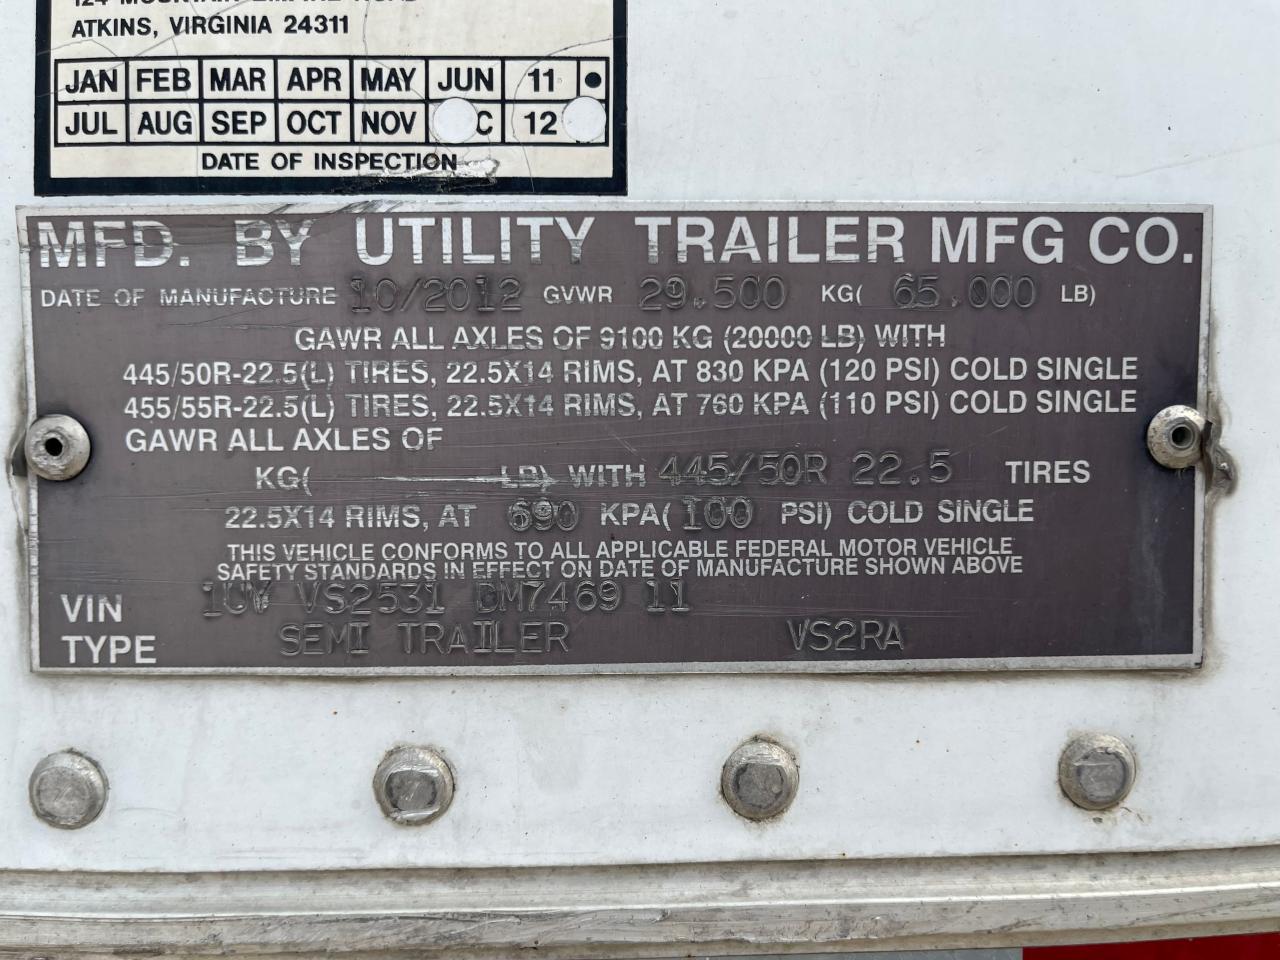 ATKINS, VIRGINIA 24311
JAN FEB MAR APR MAY JUN 11
JUL AUG SEP OCT NOV C 12
DATE OF INSPECTION
MFD. BY UTILITY TRAILER MFG CO.
DATE OF MANUFACTURE 10/2012 GVWR 29.500 KG( 65.000 LB)
GAWR ALL AXLES OF 9100 KG (20000 LB) WITH
445/50R-22.5(L) TIRES, 22.5X14 RIMS, AT 830 KPA (120 PSI) COLD SINGLE
455/55R-22.5(L) TIRES, 22.5X14 RIMS, AT 760 KPA (110 PSI) COLD SINGLE
GAWR ALL AXLES OF
KG( LB) WITH 445/50R 22.5 TIRES
22.5X14 RIMS, AT 690 KPA( 100 PSI) COLD SINGLE
THIS VEHICLE CONFORMS TO ALL APPLICABLE FEDERAL MOTOR VEHICLE
SAFETY STANDARDS IN EFFECT ON DATE OF MANUFACTURE SHOWN ABOVE
VIN 1UY VS2531 DM7469 11
TYPE SEMI TRAILER VS2RA